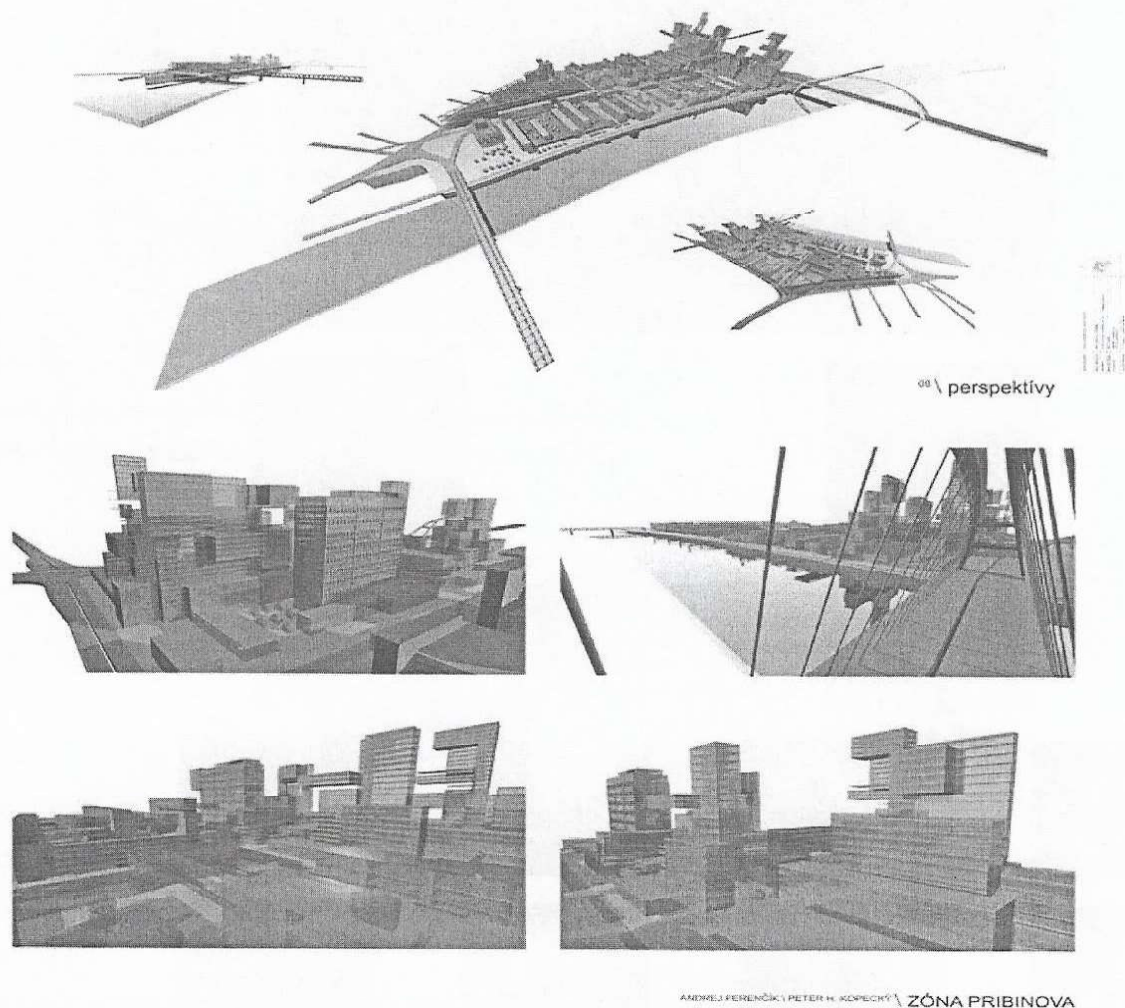 08 \ perspektívy
ANDREJ FERENČÍK \ PETER H. KOPECKÝ \ ZÓNA PRIBINOVA